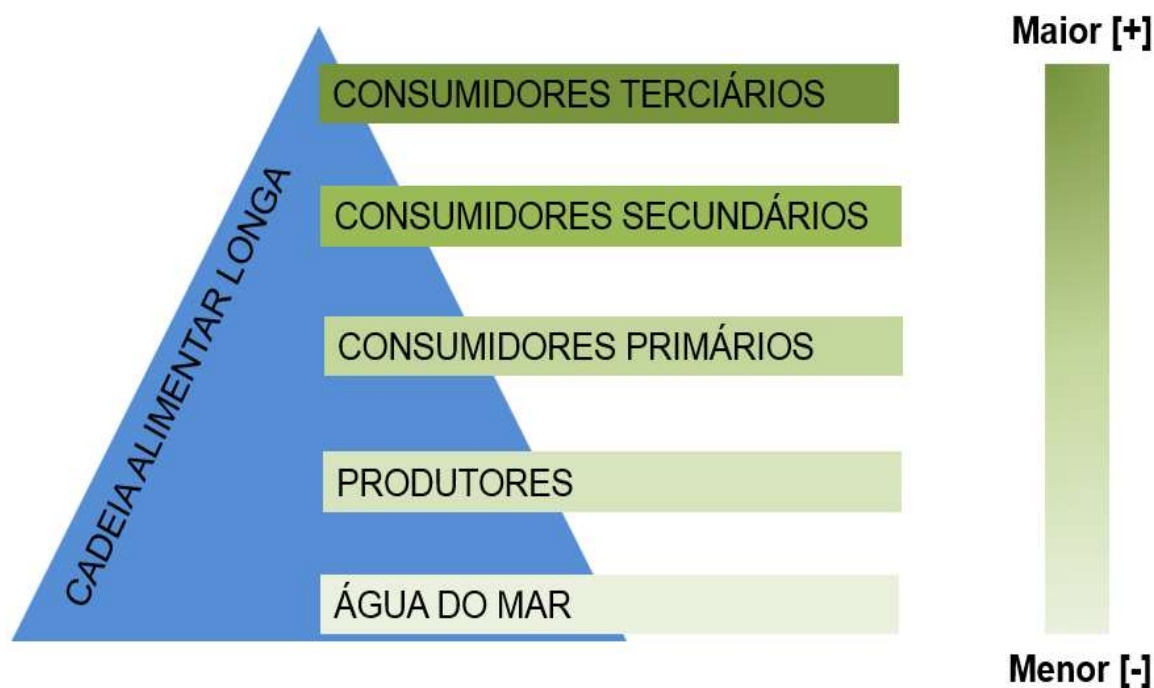 Maior [+]
CONSUMIDORES TERCIÁRIOS
CONSUMIDORES SECUNDÁRIOS
CADEIA ALIMENTAR LONGA
CONSUMIDORES PRIMÁRIOS
PRODUTORES
ÁGUA DO MAR
Menor [-]